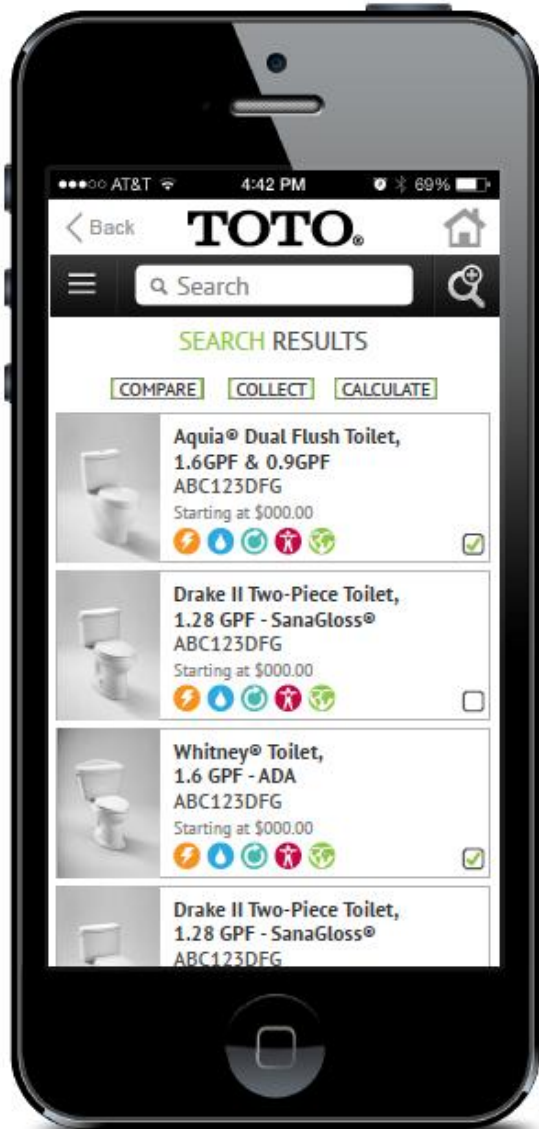 AT&T 4:42 PM 69%
Back TOTO®
Search
SEARCH RESULTS
COMPARE COLLECT CALCULATE
Aquia® Dual Flush Toilet,
1.6GPF & 0.9GPF
ABC123DFG
Starting at $000.00
Drake II Two-Piece Toilet,
1.28 GPF - SanaGloss®
ABC123DFG
Starting at $000.00
Whitney® Toilet,
1.6 GPF - ADA
ABC123DFG
Starting at $000.00
Drake II Two-Piece Toilet,
1.28 GPF - SanaGloss®
ABC123DFG